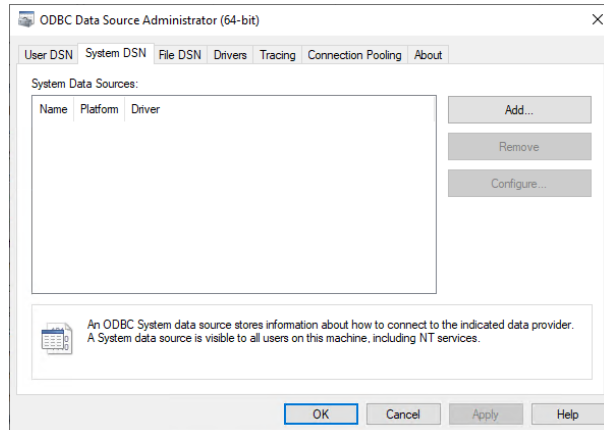 ODBC Data Source Administrator (64-bit)
User DSN System DSN File DSN Drivers Tracing Connection Pooling About
System Data Sources:
Name Platform Driver
Add...
Remove
Configure...
An ODBC System data source stores information about how to connect to the indicated data provider.
A System data source is visible to all users on this machine, including NT services.
OK Cancel Apply Help